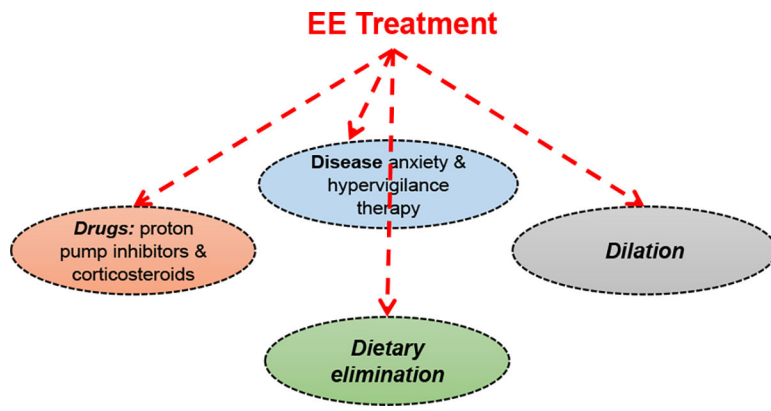 EE Treatment
Disease anxiety &
hypervigilance
therapy
Drugs: proton
pump inhibitors &
corticosteroids
Dilation
Dietary
elimination